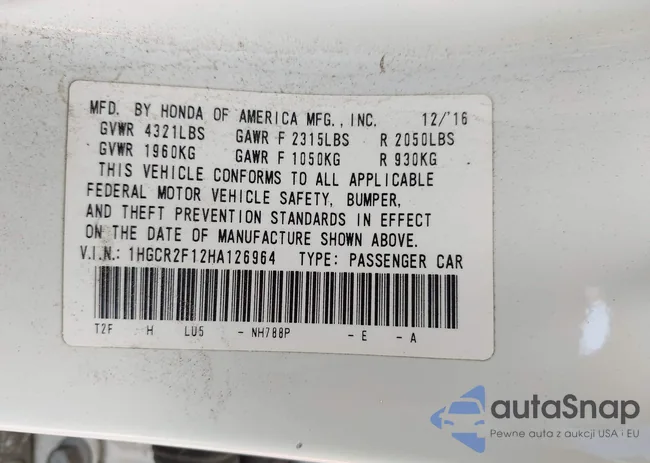 MFD. BY HONDA OF AMERICA MFG., INC. 12/'16
GVWR 4321LBS GAWR F 2315LBS R 2050LBS
GVWR 1960KG GAWR F 1050KG R 930KG
THIS VEHICLE CONFORMS TO ALL APPLICABLE
FEDERAL MOTOR VEHICLE SAFETY, BUMPER,
AND THEFT PREVENTION STANDARDS IN EFFECT
ON THE DATE OF MANUFACTURE SHOWN ABOVE.
V.I.N.: 1HGCR2F12HA126964 TYPE: PASSENGER CAR
T2F H LU5 - NH788P - E - A
autaSnap
Pewne auta z aukcji USA i EU